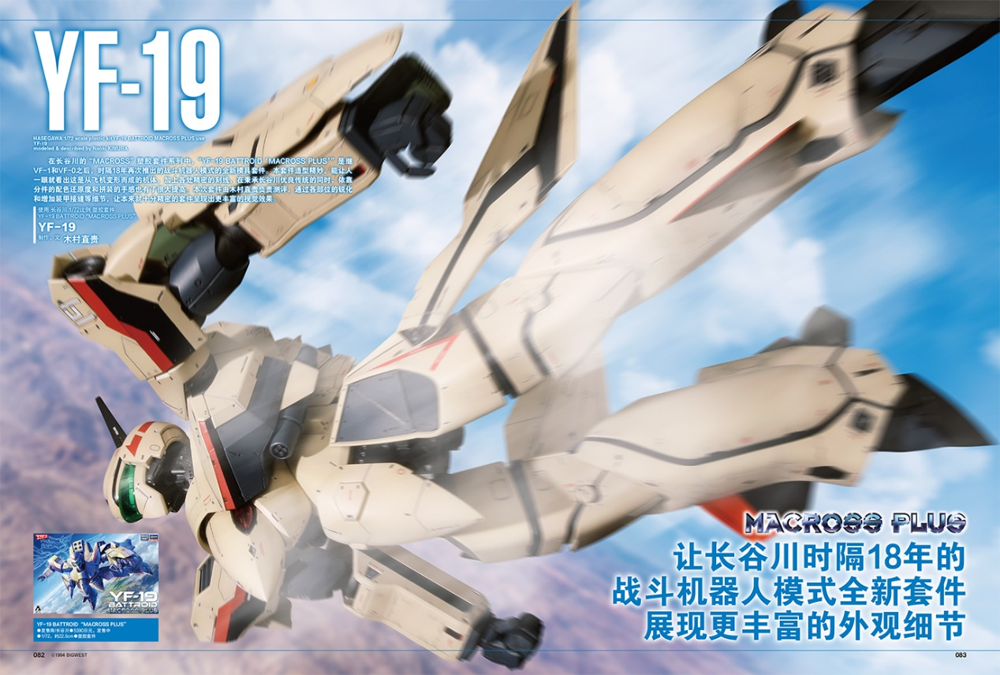 YF-19
HASEGAWA 1/72 scale plastic kit YF-19 BATTROID MACROSS PLUS use
YF-19
modeled & described by Naoki KIMURA
在长谷川的“MACROSS”塑胶套件系列中，“YF-19 BATTROID‘MACROSS PLUS’”是继
VF-1和VF-0之后，时隔18年再次推出的战斗机器人模式的全新模具套件。本套件造型精妙，能让人
一眼就看出这是从飞机变形而成的机体，加上各处精密的刻线，在秉承长谷川优良传统的同时，依靠
分件的配色还原度和拼装的手感也有了很大提高。本次套件由木村直贵负责测评，通过各部位的锐化
和增加装甲接缝等细节，让本来就十分精密的套件呈现出更丰富的视觉效果。
使用 长谷川 1/72比例 塑胶套件
YF-19 BATTROID “MACROSS PLUS”
YF-19
制作、文 木村直贵
61
MACROSS PLUS
让长谷川时隔18年的
战斗机器人模式全新套件
展现更丰富的外观细节
YF-19
BATTROID
MACROSS PLUS
YF-19 BATTROID “MACROSS PLUS”
●发售商/长谷川●5390日元，发售中
●1/72，约22.5cm●塑胶套件
082 ©1994 BIGWEST
083